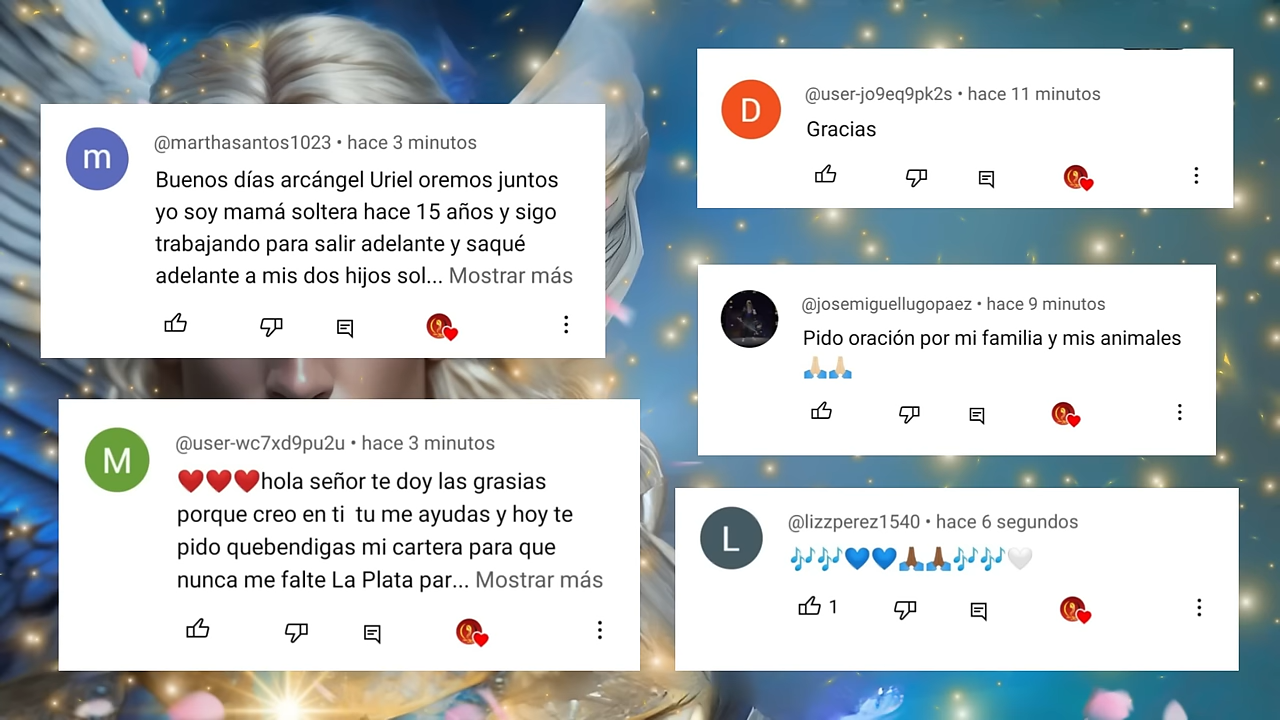 m
@marthasantos1023 • hace 3 minutos
Buenos días arcángel Uriel oremos juntos
yo soy mamá soltera hace 15 años y sigo
trabajando para salir adelante y saqué
adelante a mis dos hijos sol... Mostrar más
M
@user-wc7xd9pu2u • hace 3 minutos
❤️❤️❤️hola señor te doy las grasias
porque creo en ti  tu me ayudas y hoy te
pido quebendigas mi cartera para que
nunca me falte La Plata par... Mostrar más
D
@user-jo9eq9pk2s • hace 11 minutos
Gracias
@josemiguellugopaez • hace 9 minutos
Pido oración por mi familia y mis animales
🙏🏼🙏🏼
L
@lizzperez1540 • hace 6 segundos
🎶🎶💙💙🙏🏾🙏🏾🎶🎶🤍
1